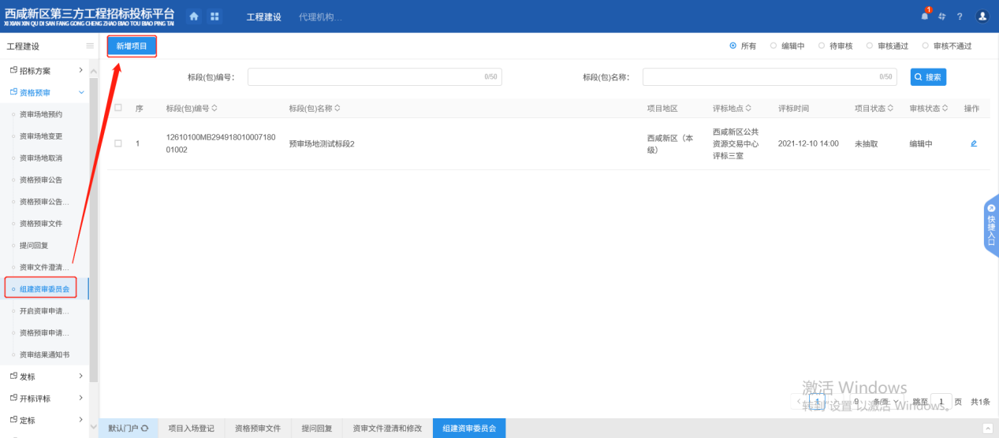 西咸新区第三方工程招标投标平台
XI XIAN XIN QU DI SAN FANG GONG CHENG ZHAO BIAO TOU BIAO PING TAI
工程建设
代理机构...
1
?
工程建设
新增项目
所有
编辑中
待审核
审核通过
审核不通过
招标方案
资格预审
资审场地预约
资审场地变更
资审场地取消
资格预审公告
资格预审公告...
资格预审文件
提问回复
资审文件澄清...
组建资审委员会
开启资审申请...
资格预审申请...
资审结果通知书
发标
开标评标
定标
标段(包)编号：
0/50
标段(包)名称：
0/50
搜索
序
标段(包)编号
标段(包)名称
项目地区
评标地点
评标时间
项目状态
审核状态
操作
1
12610100MB294918010007180
01002
预审场地测试标段2
西咸新区（本
级）
西咸新区公共
资源交易中心
评标三室
2021-12-10 14:00
未抽取
编辑中
快捷入口
激活 Windows
转到"设置"以激活 Windows。
1
9
条/页
跳至
1
页
共1条
默认门户
项目入场登记
资格预审文件
提问回复
资审文件澄清和修改
组建资审委员会